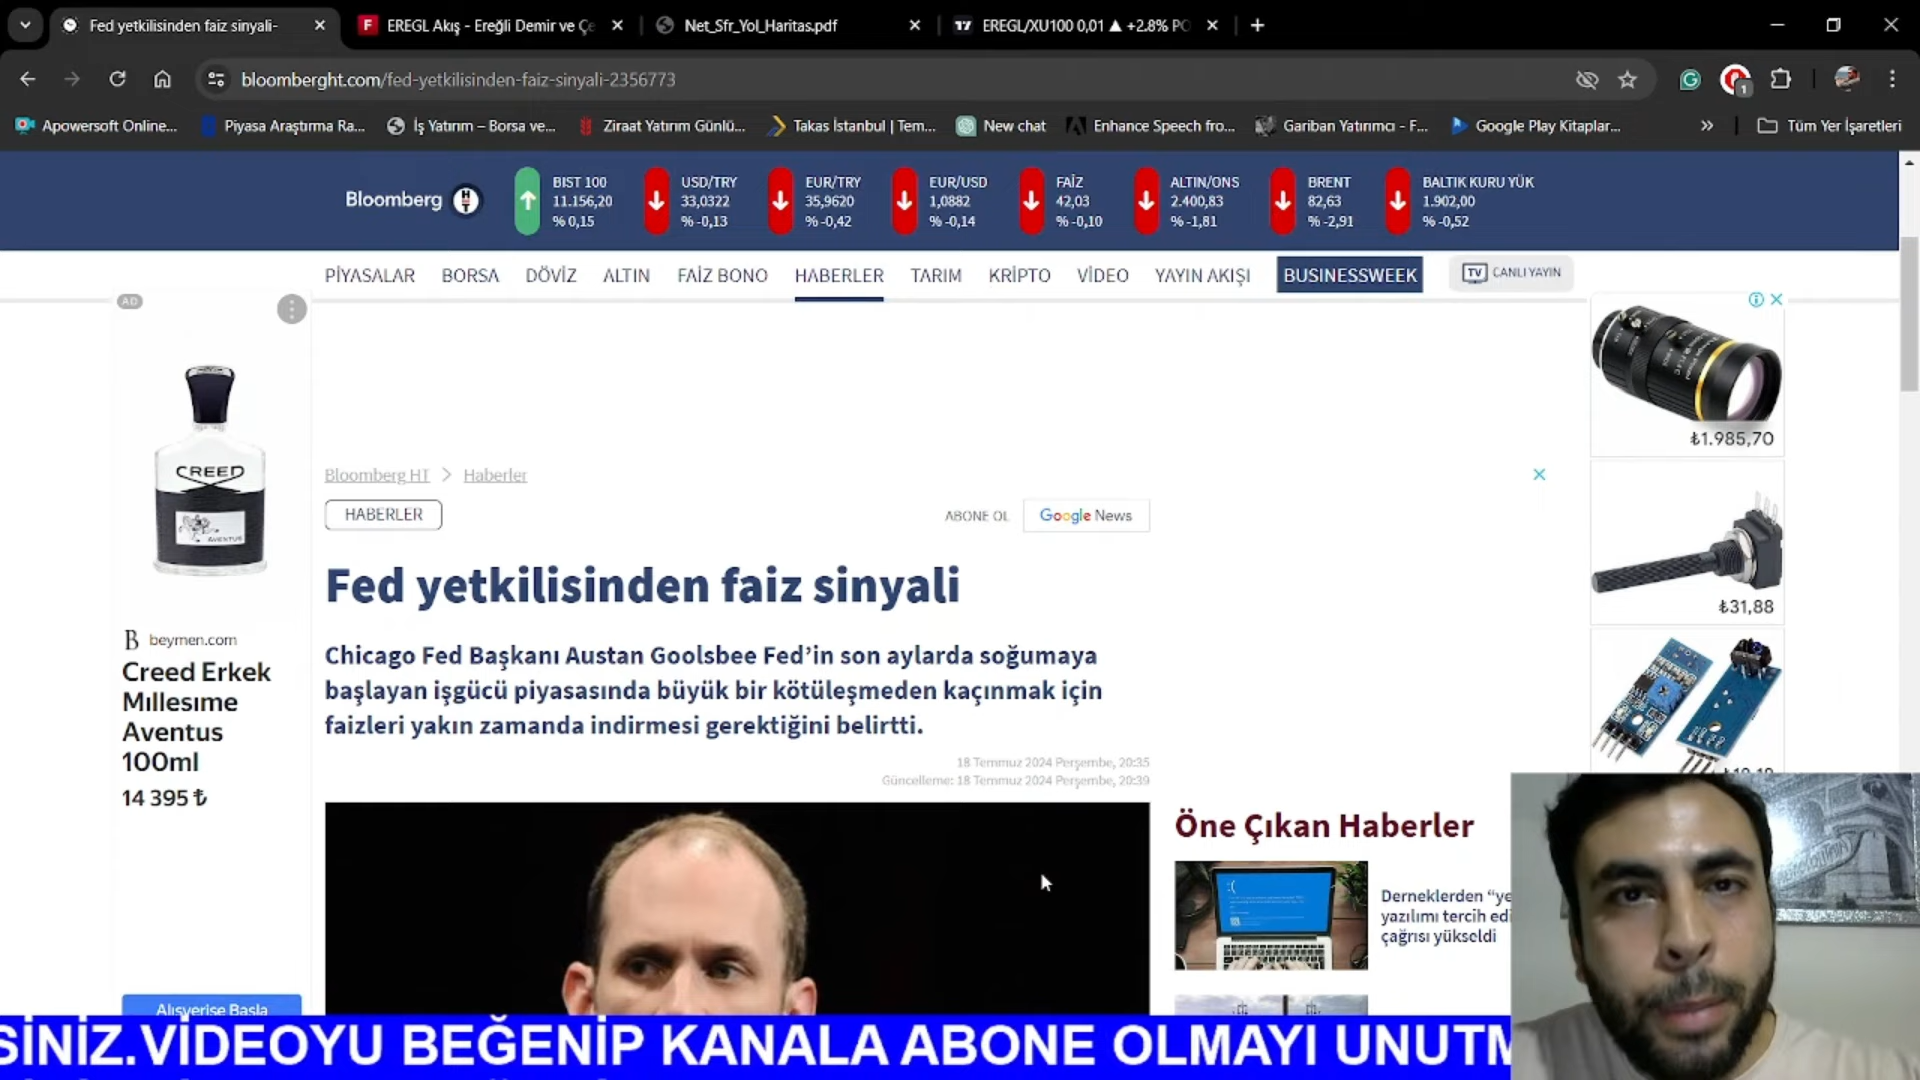 Fed yetkilisinden faiz sinyali-
EREGL Akış - Ereğli Demir ve Çe
Net_Sfr_Yol_Haritas.pdf
EREGL/XU100 0,01 ▲ +2.8% PO
bloomberght.com/fed-yetkilisinden-faiz-sinyali-2356773
1
Apowersoft Online...
Piyasa Araştırma Ra...
İş Yatırım – Borsa ve...
Ziraat Yatırım Günlü...
Takas İstanbul | Tem...
New chat
Enhance Speech fro...
Gariban Yatırımcı - F...
Google Play Kitaplar...
Tüm Yer İşaretleri
Bloomberg HT
BIST 100
11.156,20
% 0,15
USD/TRY
33,0322
% -0,13
EUR/TRY
35,9620
% -0,42
EUR/USD
1,0882
% -0,14
FAİZ
42,03
% -0,10
ALTIN/ONS
2.400,83
% -1,81
BRENT
82,63
% -2,91
BALTIK KURU YÜK
1.902,00
% -0,52
PİYASALAR BORSA DÖVİZ ALTIN FAİZ BONO HABERLER TARIM KRİPTO VİDEO YAYIN AKIŞI BUSINESSWEEK TV CANLI YAYIN
AD
CREED
AVENTUS
B beymen.com
Creed Erkek
Mıllesıme
Aventus
100ml
14 395 ₺
Alışverişe Başla
Bloomberg HT > Haberler
HABERLER
ABONE OL
Google News
Fed yetkilisinden faiz sinyali
Chicago Fed Başkanı Austan Goolsbee Fed’in son aylarda soğumaya
başlayan işgücü piyasasında büyük bir kötüleşmeden kaçınmak için
faizleri yakın zamanda indirmesi gerektiğini belirtti.
18 Temmuz 2024 Perşembe, 20:35
Güncelleme: 18 Temmuz 2024 Perşembe, 20:39
Öne Çıkan Haberler
Derneklerden “ye
yazılımı tercih edi
çağrısı yükseldi
₺1.985,70
₺31,88
SİNİZ.VİDEOYU BEĞENİP KANALA ABONE OLMAYI UNUTM